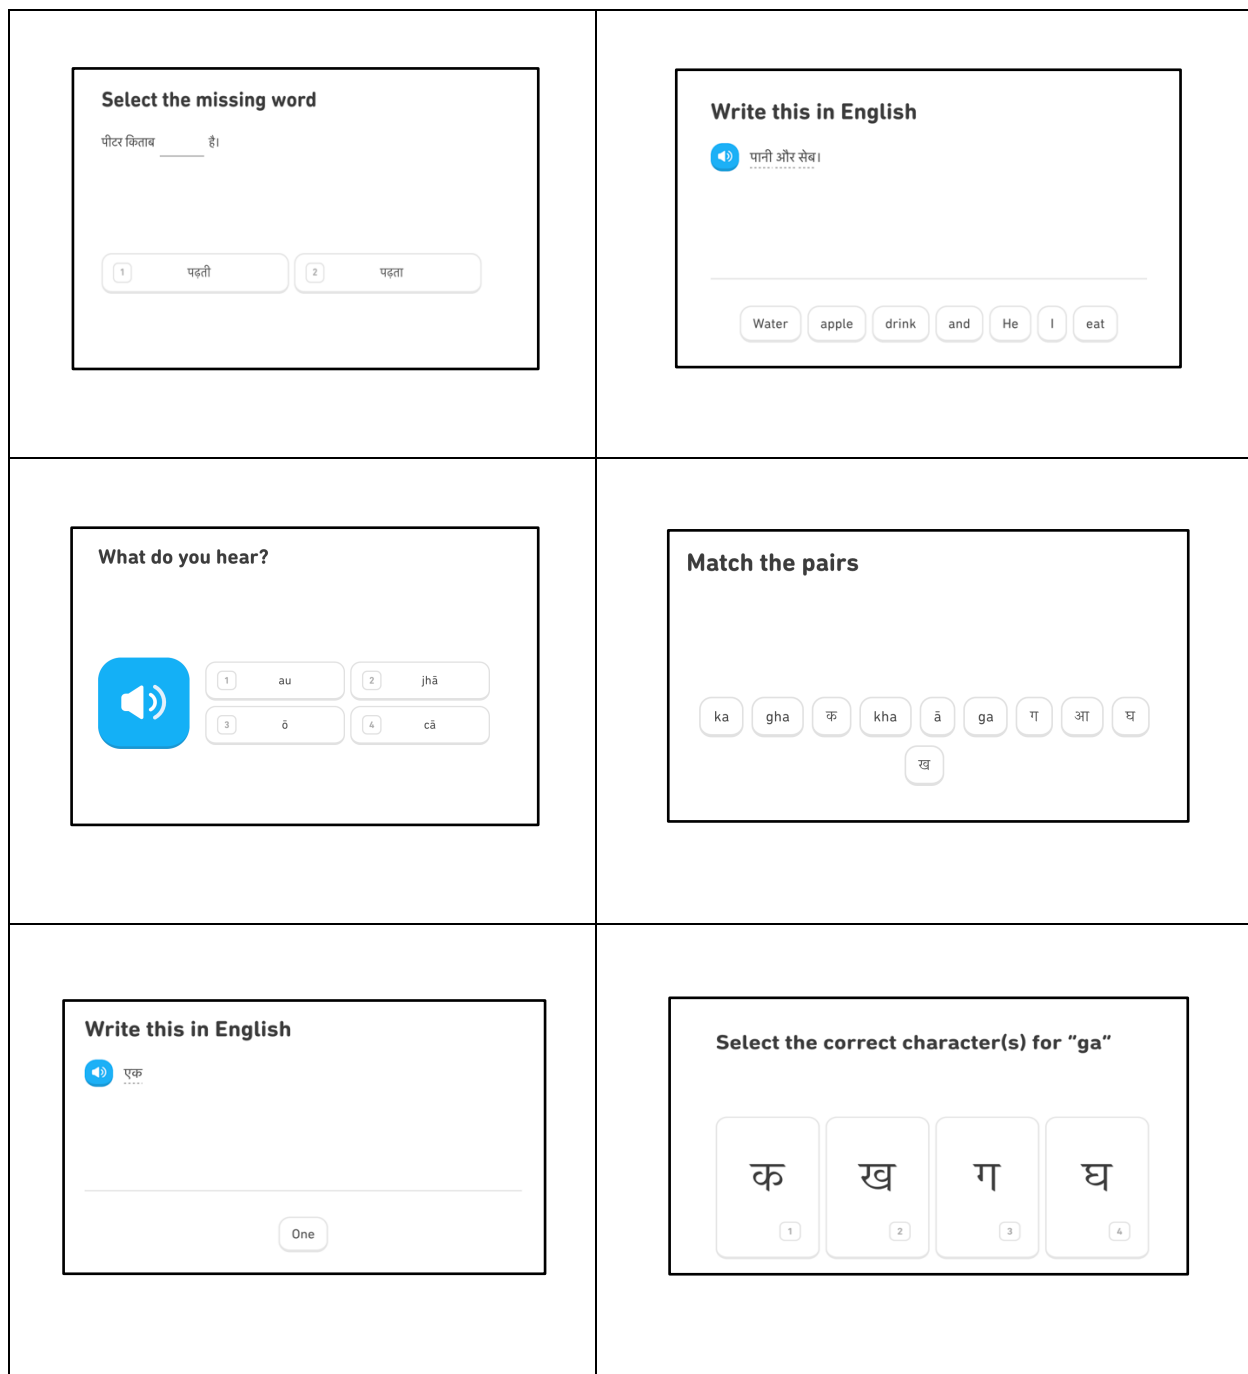 Select the missing word
पीटर किताब ______ है।
1 पढ़ती 2 पढ़ता
Write this in English
पानी और सेब।
Water apple drink and He I eat
What do you hear?
1 au 2 jhā
3 ō 4 cā
Match the pairs
ka gha क kha ā ga ग आ घ
ख
Write this in English
एक
One
Select the correct character(s) for "ga"
क ख ग घ
1 2 3 4